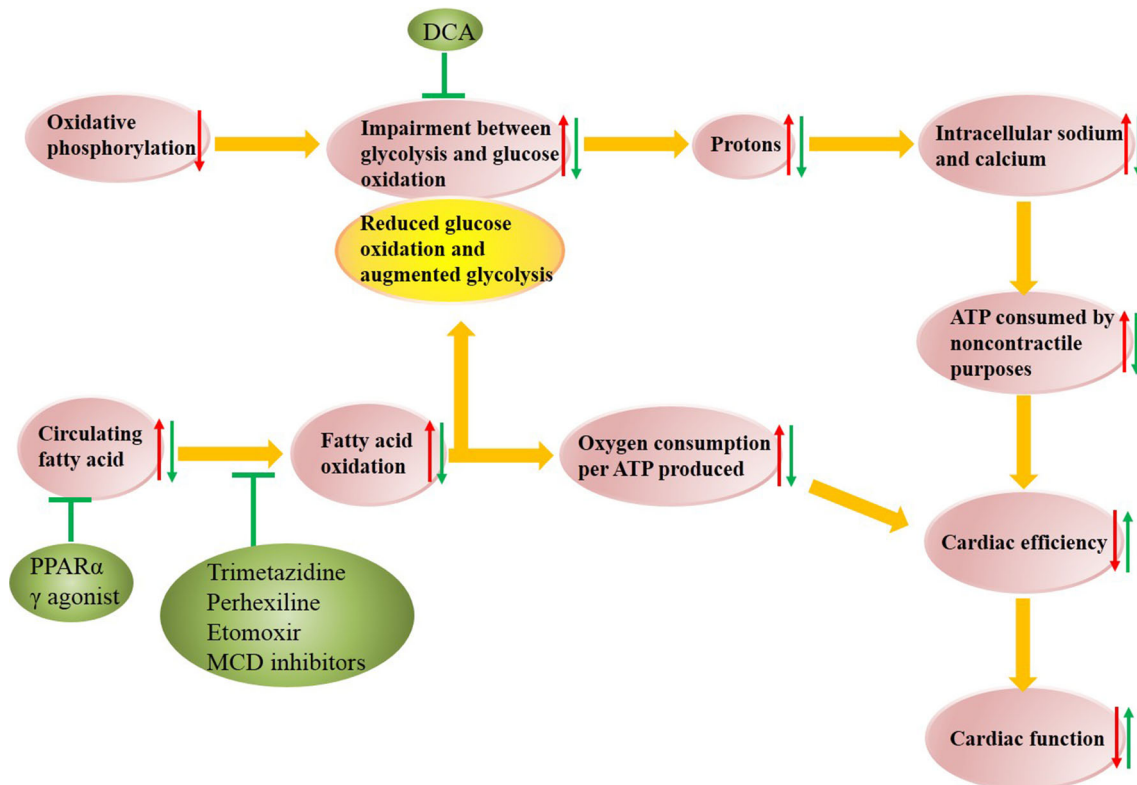 DCA
Oxidative
phosphorylation
Impairment between
glycolysis and glucose
oxidation
Protons
Intracellular sodium
and calcium
Reduced glucose
oxidation and
augmented glycolysis
ATP consumed by
noncontractile
purposes
Circulating
fatty acid
Fatty acid
oxidation
Oxygen consumption
per ATP produced
Cardiac efficiency
PPARα
γ agonist
Trimetazidine
Perhexiline
Etomoxir
MCD inhibitors
Cardiac function